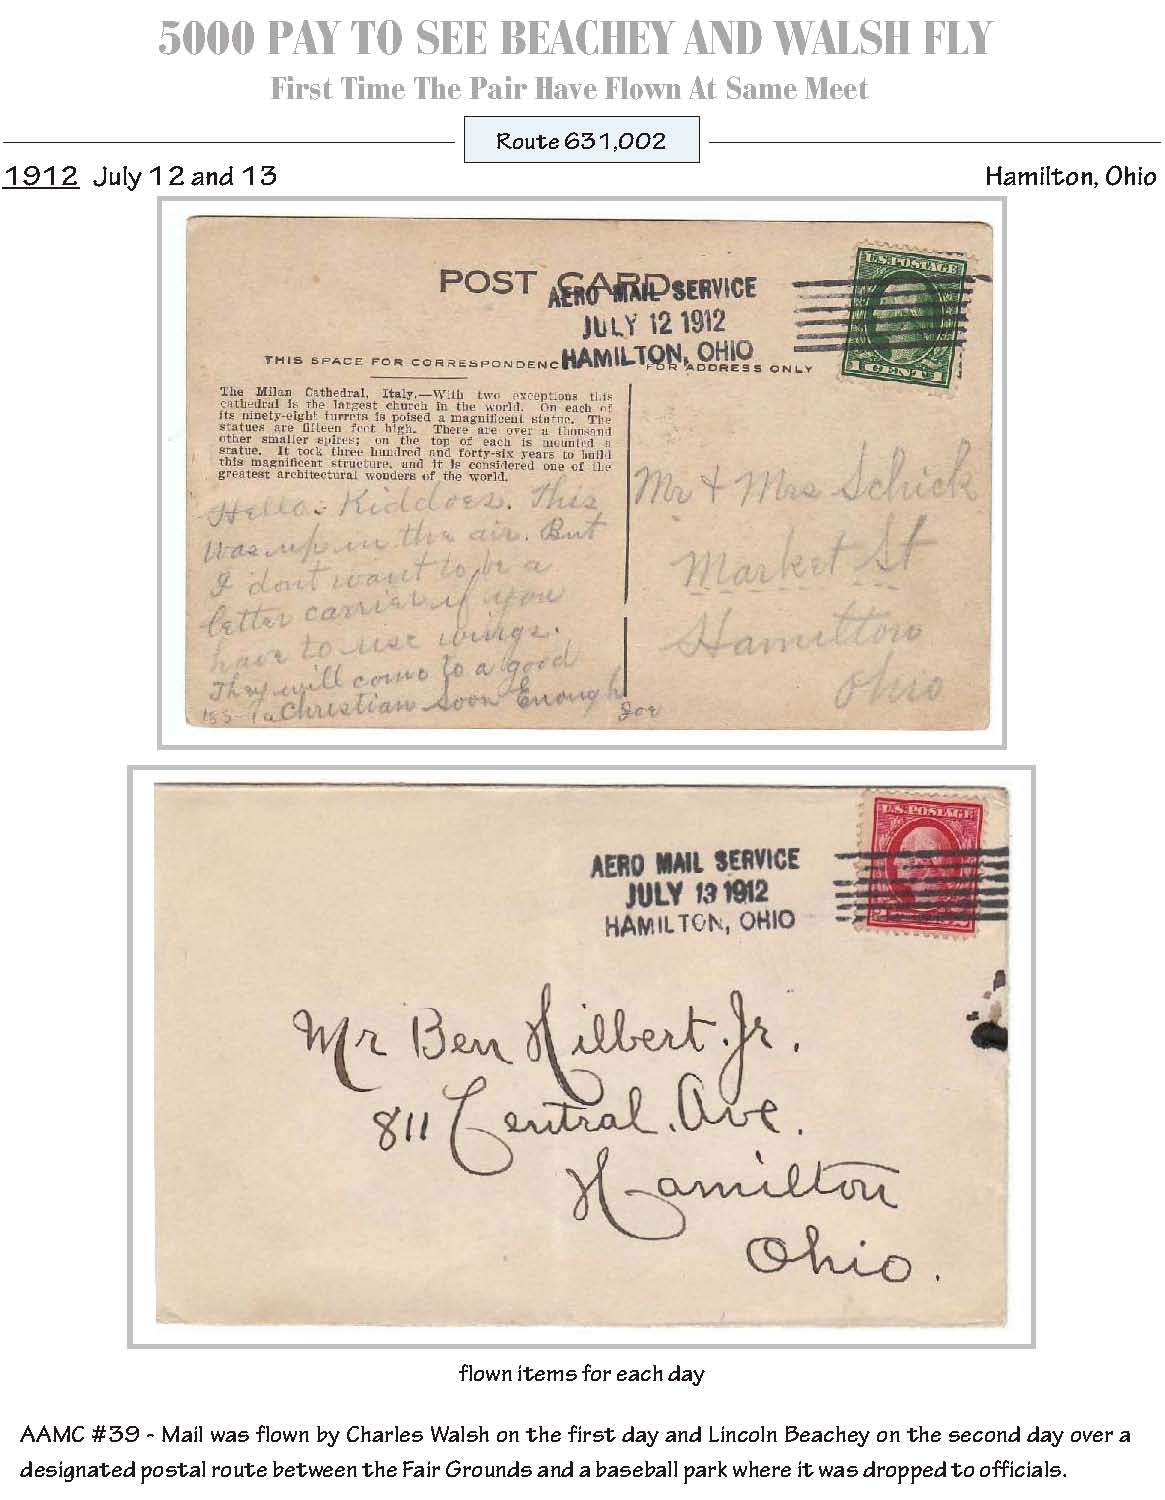 5000 PAY TO SEE BEACHEY AND WALSH FLY
First Time The Pair Have Flown At Same Meet
Route 631,002
1912 July 12 and 13
Hamilton, Ohio
U.S. POSTAGE
1 CENT 1
POST CARD
AERO MAIL SERVICE
JULY 12 1912
HAMILTON, OHIO
THIS SPACE FOR CORRESPONDENC
FOR ADDRESS ONLY
The Milan Cathedral, Italy.—With two exceptions this
cathedral is the largest church in the world. On each of
its ninety-eight turrets is poised a magnificent statue. The
statues are fifteen feet high. There are over a thousand
other smaller spires; on the top of each is mounted a
statue. It took three hundred and forty-six years to build
this magnificent structure, and it is considered one of the
greatest architectural wonders of the world.
Hello. Kiddoes. This
was up in the air. But
I dont want to be a
letter carrier if you
have to use wings.
They will come to a good
Christian soon Enough
Joe
Mr + Mrs Schick
Market St
Hamilton
Ohio
U.S. POSTAGE
AERO MAIL SERVICE
JULY 13 1912
HAMILTON, OHIO
Mr Ben Hilbert. Jr.
811 Central. Ave.
Hamilton
Ohio.
flown items for each day
AAMC #39 - Mail was flown by Charles Walsh on the first day and Lincoln Beachey on the second day over a
designated postal route between the Fair Grounds and a baseball park where it was dropped to officials.